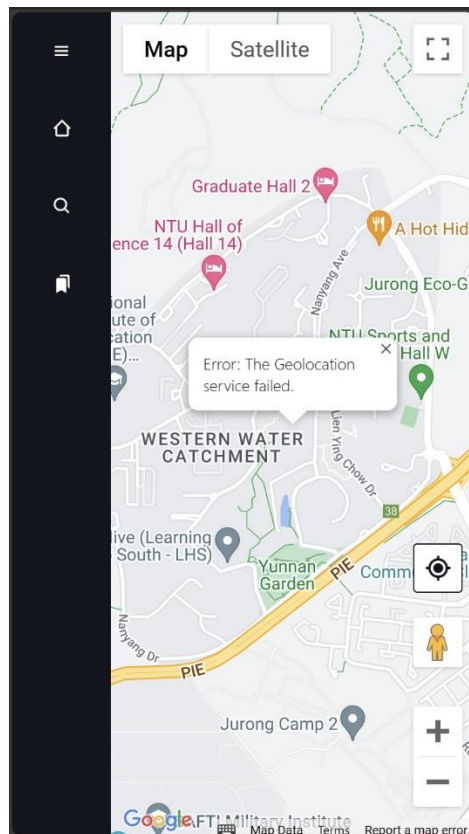 Map
Satellite
Graduate Hall 2
NTU Hall of
ence 14 (Hall 14)
A Hot Hid
Nanyang Ave
Jurong Eco-G
ional
ute of
cation
E)...
NTU Sports and
Hall W
Error: The Geolocation
service failed.
WESTERN WATER
CATCHMENT
Lien Ying Chow Dr
38
ive (Learning
South - LHS)
Yunnan
Garden
PIE
Comm
Nanyang Dr
PIE
Jurong Camp 2
Google
AFTI Military Institute
Map Data
Terms
Report a map error